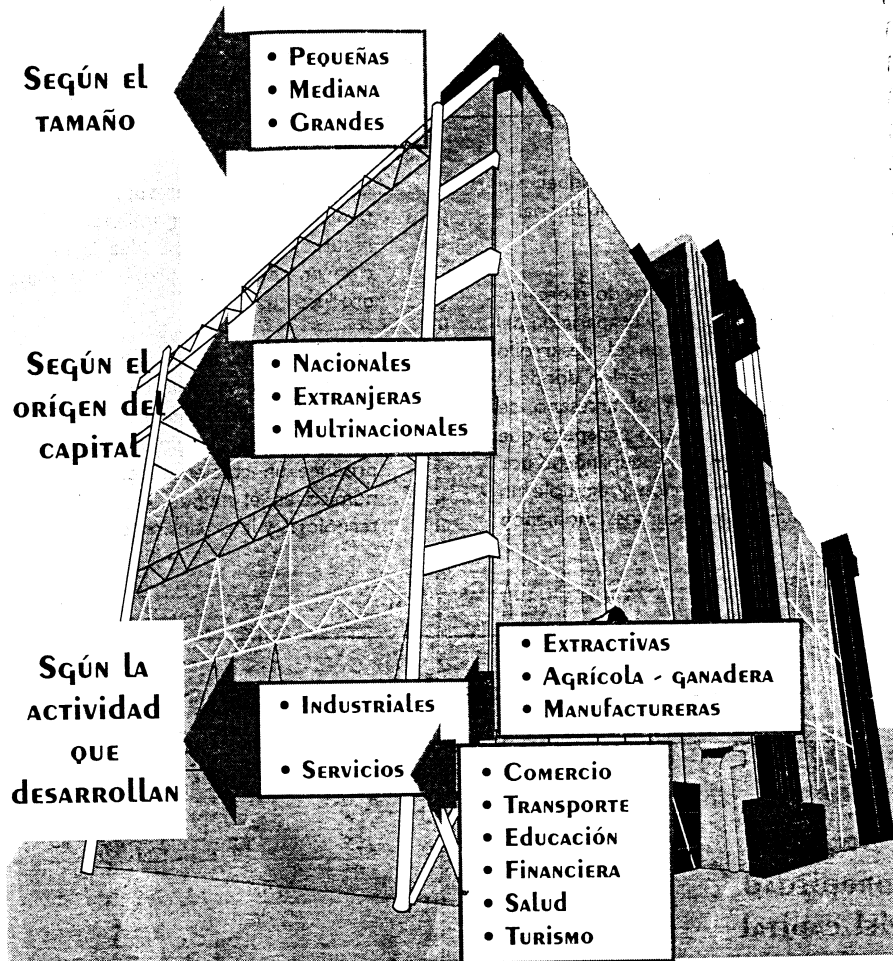 Según el
tamaño
• Pequeñas
• Mediana
• Grandes
Según el
orígen del
capital
• Nacionales
• Extranjeras
• Multinacionales
Sgún la
actividad
que
desarrollan
• Industriales
• Servicios
• Extractivas
• Agrícola - ganadera
• Manufactureras
• Comercio
• Transporte
• Educación
• Financiera
• Salud
• Turismo